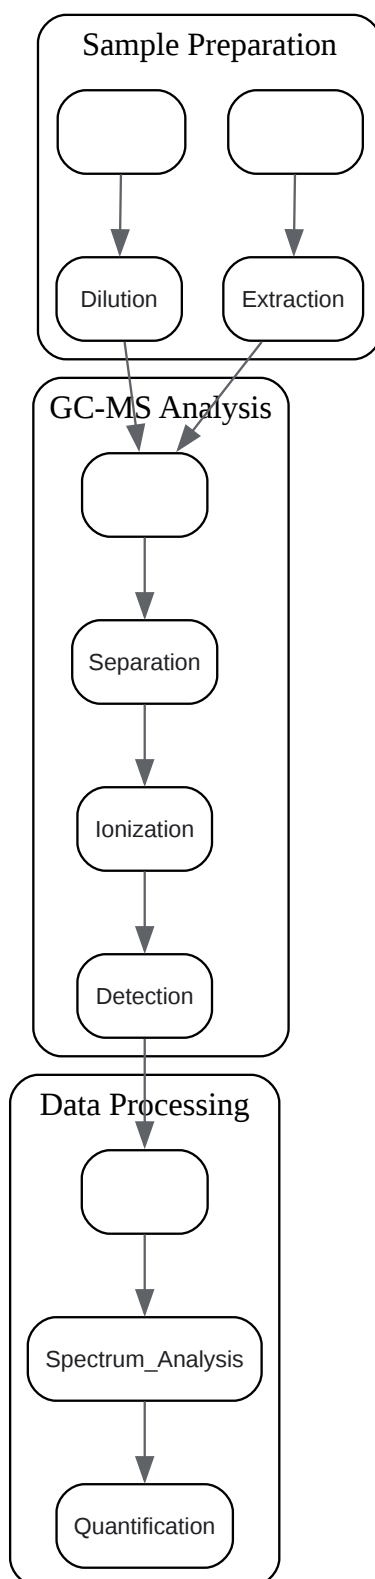 Sample Preparation
Dilution
Extraction
GC-MS Analysis
Separation
Ionization
Detection
Data Processing
Spectrum_Analysis
Quantification